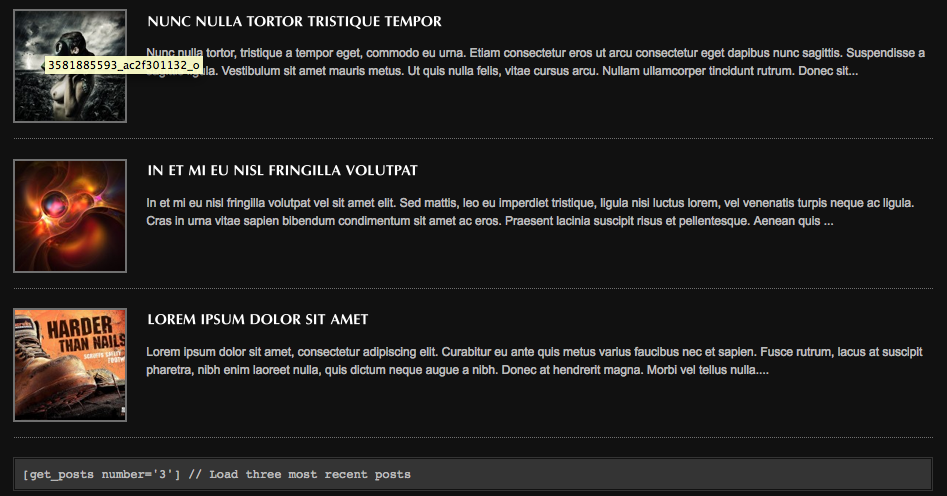 NUNC NULLA TORTOR TRISTIQUE TEMPOR
Nunc nulla tortor, tristique a tempor eget, commodo eu urna. Etiam consectetur eros ut arcu consectetur eget dapibus nunc sagittis. Suspendisse a
3581885593_ac2f301132_o
Vestibulum sit amet mauris metus. Ut quis nulla felis, vitae cursus arcu. Nullam ullamcorper tincidunt rutrum. Donec sit...
IN ET MI EU NISL FRINGILLA VOLUTPAT
In et mi eu nisl fringilla volutpat vel sit amet elit. Sed mattis, leo eu imperdiet tristique, ligula nisi luctus lorem, vel venenatis turpis neque ac ligula.
Cras in urna vitae sapien bibendum condimentum sit amet ac eros. Praesent lacinia suscipit risus et pellentesque. Aenean quis ...
HARDER
THAN NAILS
LOREM IPSUM DOLOR SIT AMET
Lorem ipsum dolor sit amet, consectetur adipiscing elit. Curabitur eu ante quis metus varius faucibus nec et sapien. Fusce rutrum, lacus at suscipit
pharetra, nibh enim laoreet nulla, quis dictum neque augue a nibh. Donec at hendrerit magna. Morbi vel tellus nulla....
[get_posts number='3'] // Load three most recent posts